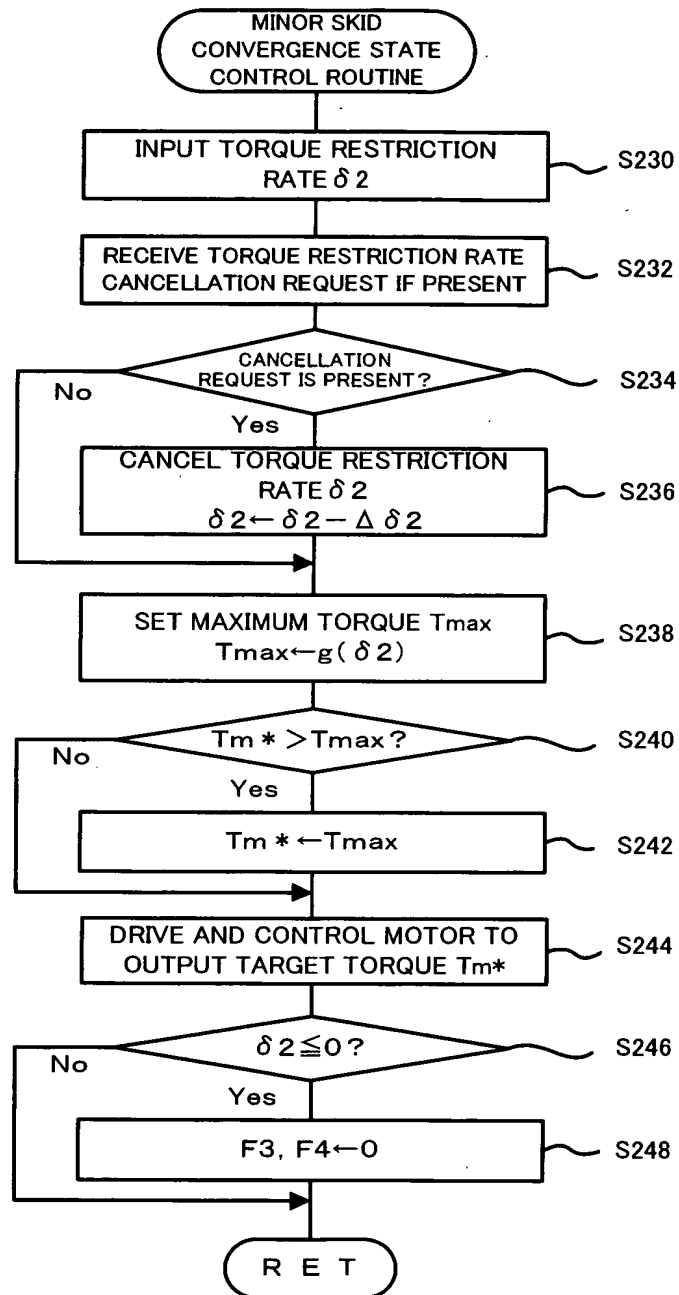 MINOR SKID
CONVERGENCE STATE
CONTROL ROUTINE
INPUT TORQUE RESTRICTION
RATE δ2
S230
RECEIVE TORQUE RESTRICTION RATE
CANCELLATION REQUEST IF PRESENT
S232
CANCELLATION
REQUEST IS PRESENT?
S234
No
Yes
CANCEL TORQUE RESTRICTION
RATE δ2
δ2←δ2－Δδ2
S236
SET MAXIMUM TORQUE Tmax
Tmax←g(δ2)
S238
Tm*＞Tmax?
S240
No
Yes
Tm*←Tmax
S242
DRIVE AND CONTROL MOTOR TO
OUTPUT TARGET TORQUE Tm*
S244
δ2≦0?
S246
No
Yes
F3, F4←0
S248
RET